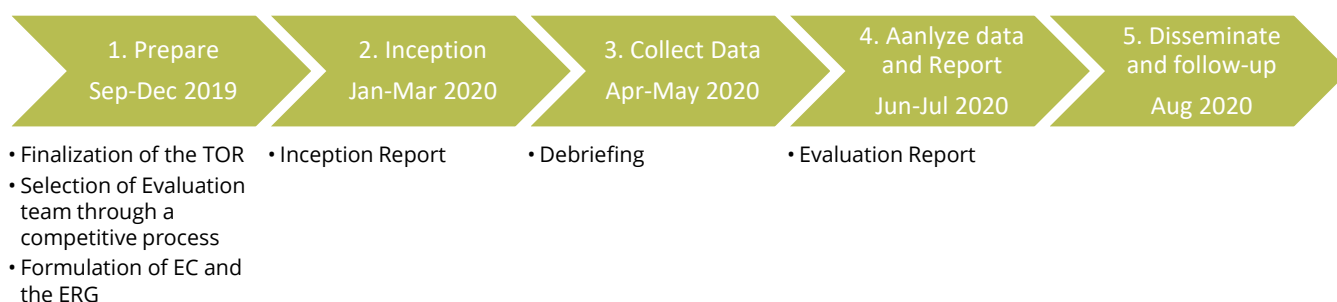 1. Prepare
Sep-Dec 2019
2. Inception
Jan-Mar 2020
3. Collect Data
Apr-May 2020
4. Aanlyze data
and Report
Jun-Jul 2020
5. Disseminate
and follow-up
Aug 2020
• Finalization of the TOR
• Selection of Evaluation
team through a
competitive process
• Formulation of EC and
the ERG
• Inception Report
• Debriefing
• Evaluation Report